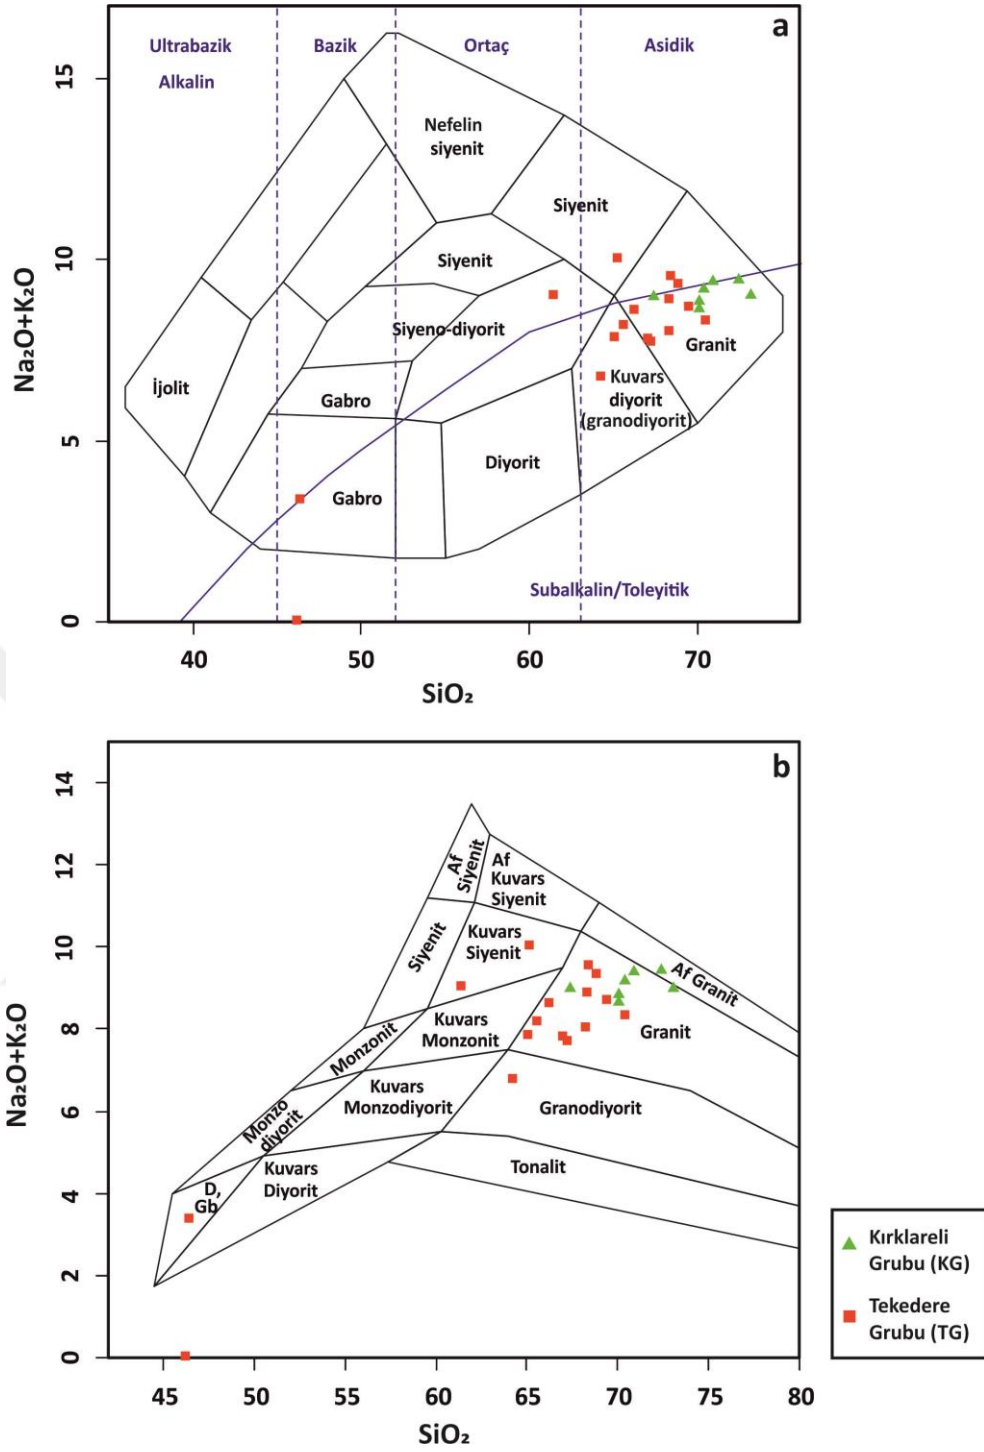 a
Ultrabazik
Bazik
Ortaç
Asidik
Alkalin
Nefelin
siyenit
Siyenit
Siyenit
Siyeno-diyorit
İjolit
Gabro
Granit
Kuvars
diyorit
(granodiyorit)
Diyorit
Gabro
Subalkalin/Toleyitik
15
10
5
0
Na₂O+K₂O
40
50
60
70
SiO₂
b
Af
Siyenit
Af
Kuvars
Siyenit
Siyenit
Kuvars
Siyenit
Af Granit
Monzonit
Kuvars
Monzonit
Granit
Monzo
diyorit
Kuvars
Monzodiyorit
Granodiyorit
D,
Gb
Kuvars
Diyorit
Tonalit
14
12
10
8
6
4
2
0
Na₂O+K₂O
45
50
55
60
65
70
75
80
SiO₂
Kırklareli
Grubu (KG)
Tekedere
Grubu (TG)